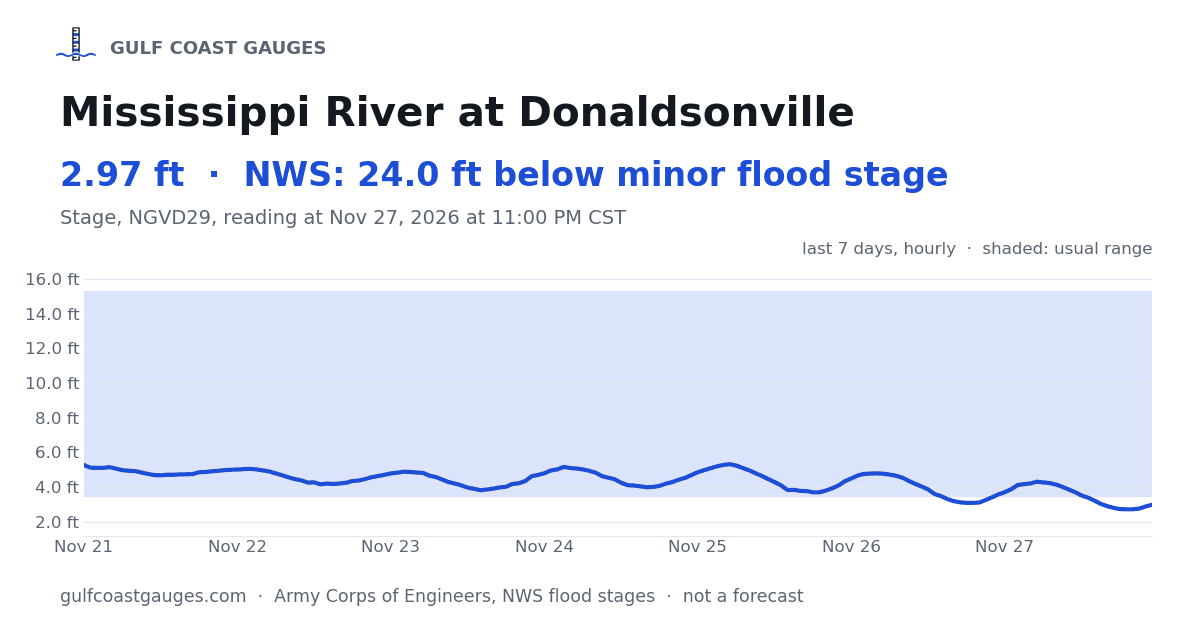 GULF COAST GAUGES
Mississippi River at Donaldsonville
2.97 ft · NWS: 24.0 ft below minor flood stage
Stage, NGVD29, reading at Nov 27, 2026 at 11:00 PM CST
last 7 days, hourly · shaded: usual range
16.0 ft
14.0 ft
12.0 ft
10.0 ft
8.0 ft
6.0 ft
4.0 ft
2.0 ft
Nov 21 Nov 22 Nov 23 Nov 24 Nov 25 Nov 26 Nov 27
gulfcoastgauges.com · Army Corps of Engineers, NWS flood stages · not a forecast